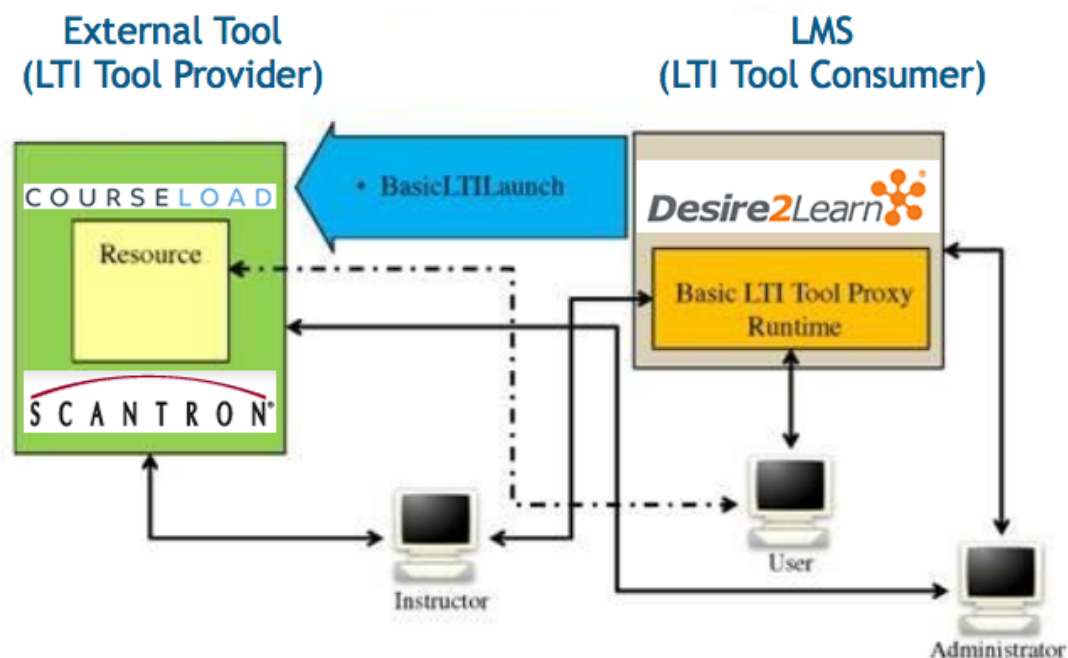 External Tool
(LTI Tool Provider)
LMS
(LTI Tool Consumer)
COURSELOAD
Resource
SCANTRON®
• BasicLTILaunch
Desire2Learn®
Basic LTI Tool Proxy
Runtime
Instructor
User
Administrator